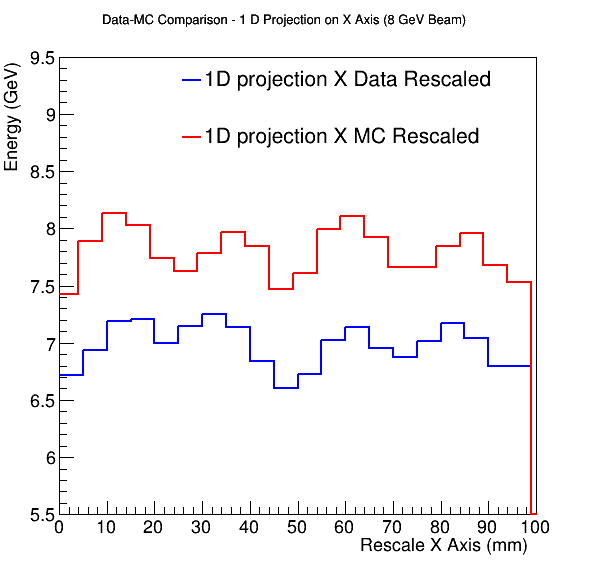 Data-MC Comparison - 1 D Projection on X Axis (8 GeV Beam)
Energy (GeV)
1D projection X Data Rescaled
1D projection X MC Rescaled
9.5
9
8.5
8
7.5
7
6.5
6
5.5
0 10 20 30 40 50 60 70 80 90 100
Rescale X Axis (mm)